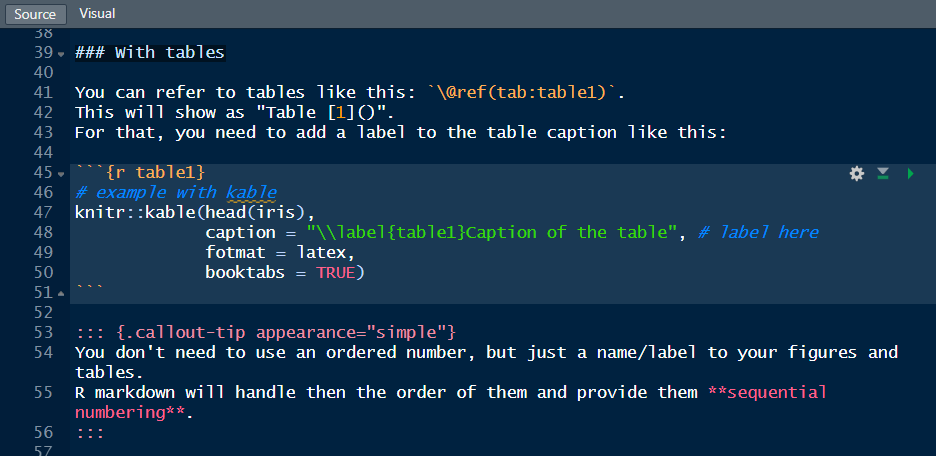 Source Visual
38
39 ### With tables
40
41 You can refer to tables like this: `\@ref(tab:table1)`.
42 This will show as "Table [1]()".
43 For that, you need to add a label to the table caption like this:
44
45 ```{r table1}
46 # example with kable
47 knitr::kable(head(iris),
48 caption = "\\label{table1}Caption of the table", # label here
49 fotmat = latex,
50 booktabs = TRUE)
51 ```
52
53 ::: {.callout-tip appearance="simple"}
54 You don't need to use an ordered number, but just a name/label to your figures and
tables.
55 R markdown will handle then the order of them and provide them **sequential
numbering**.
56 :::
57